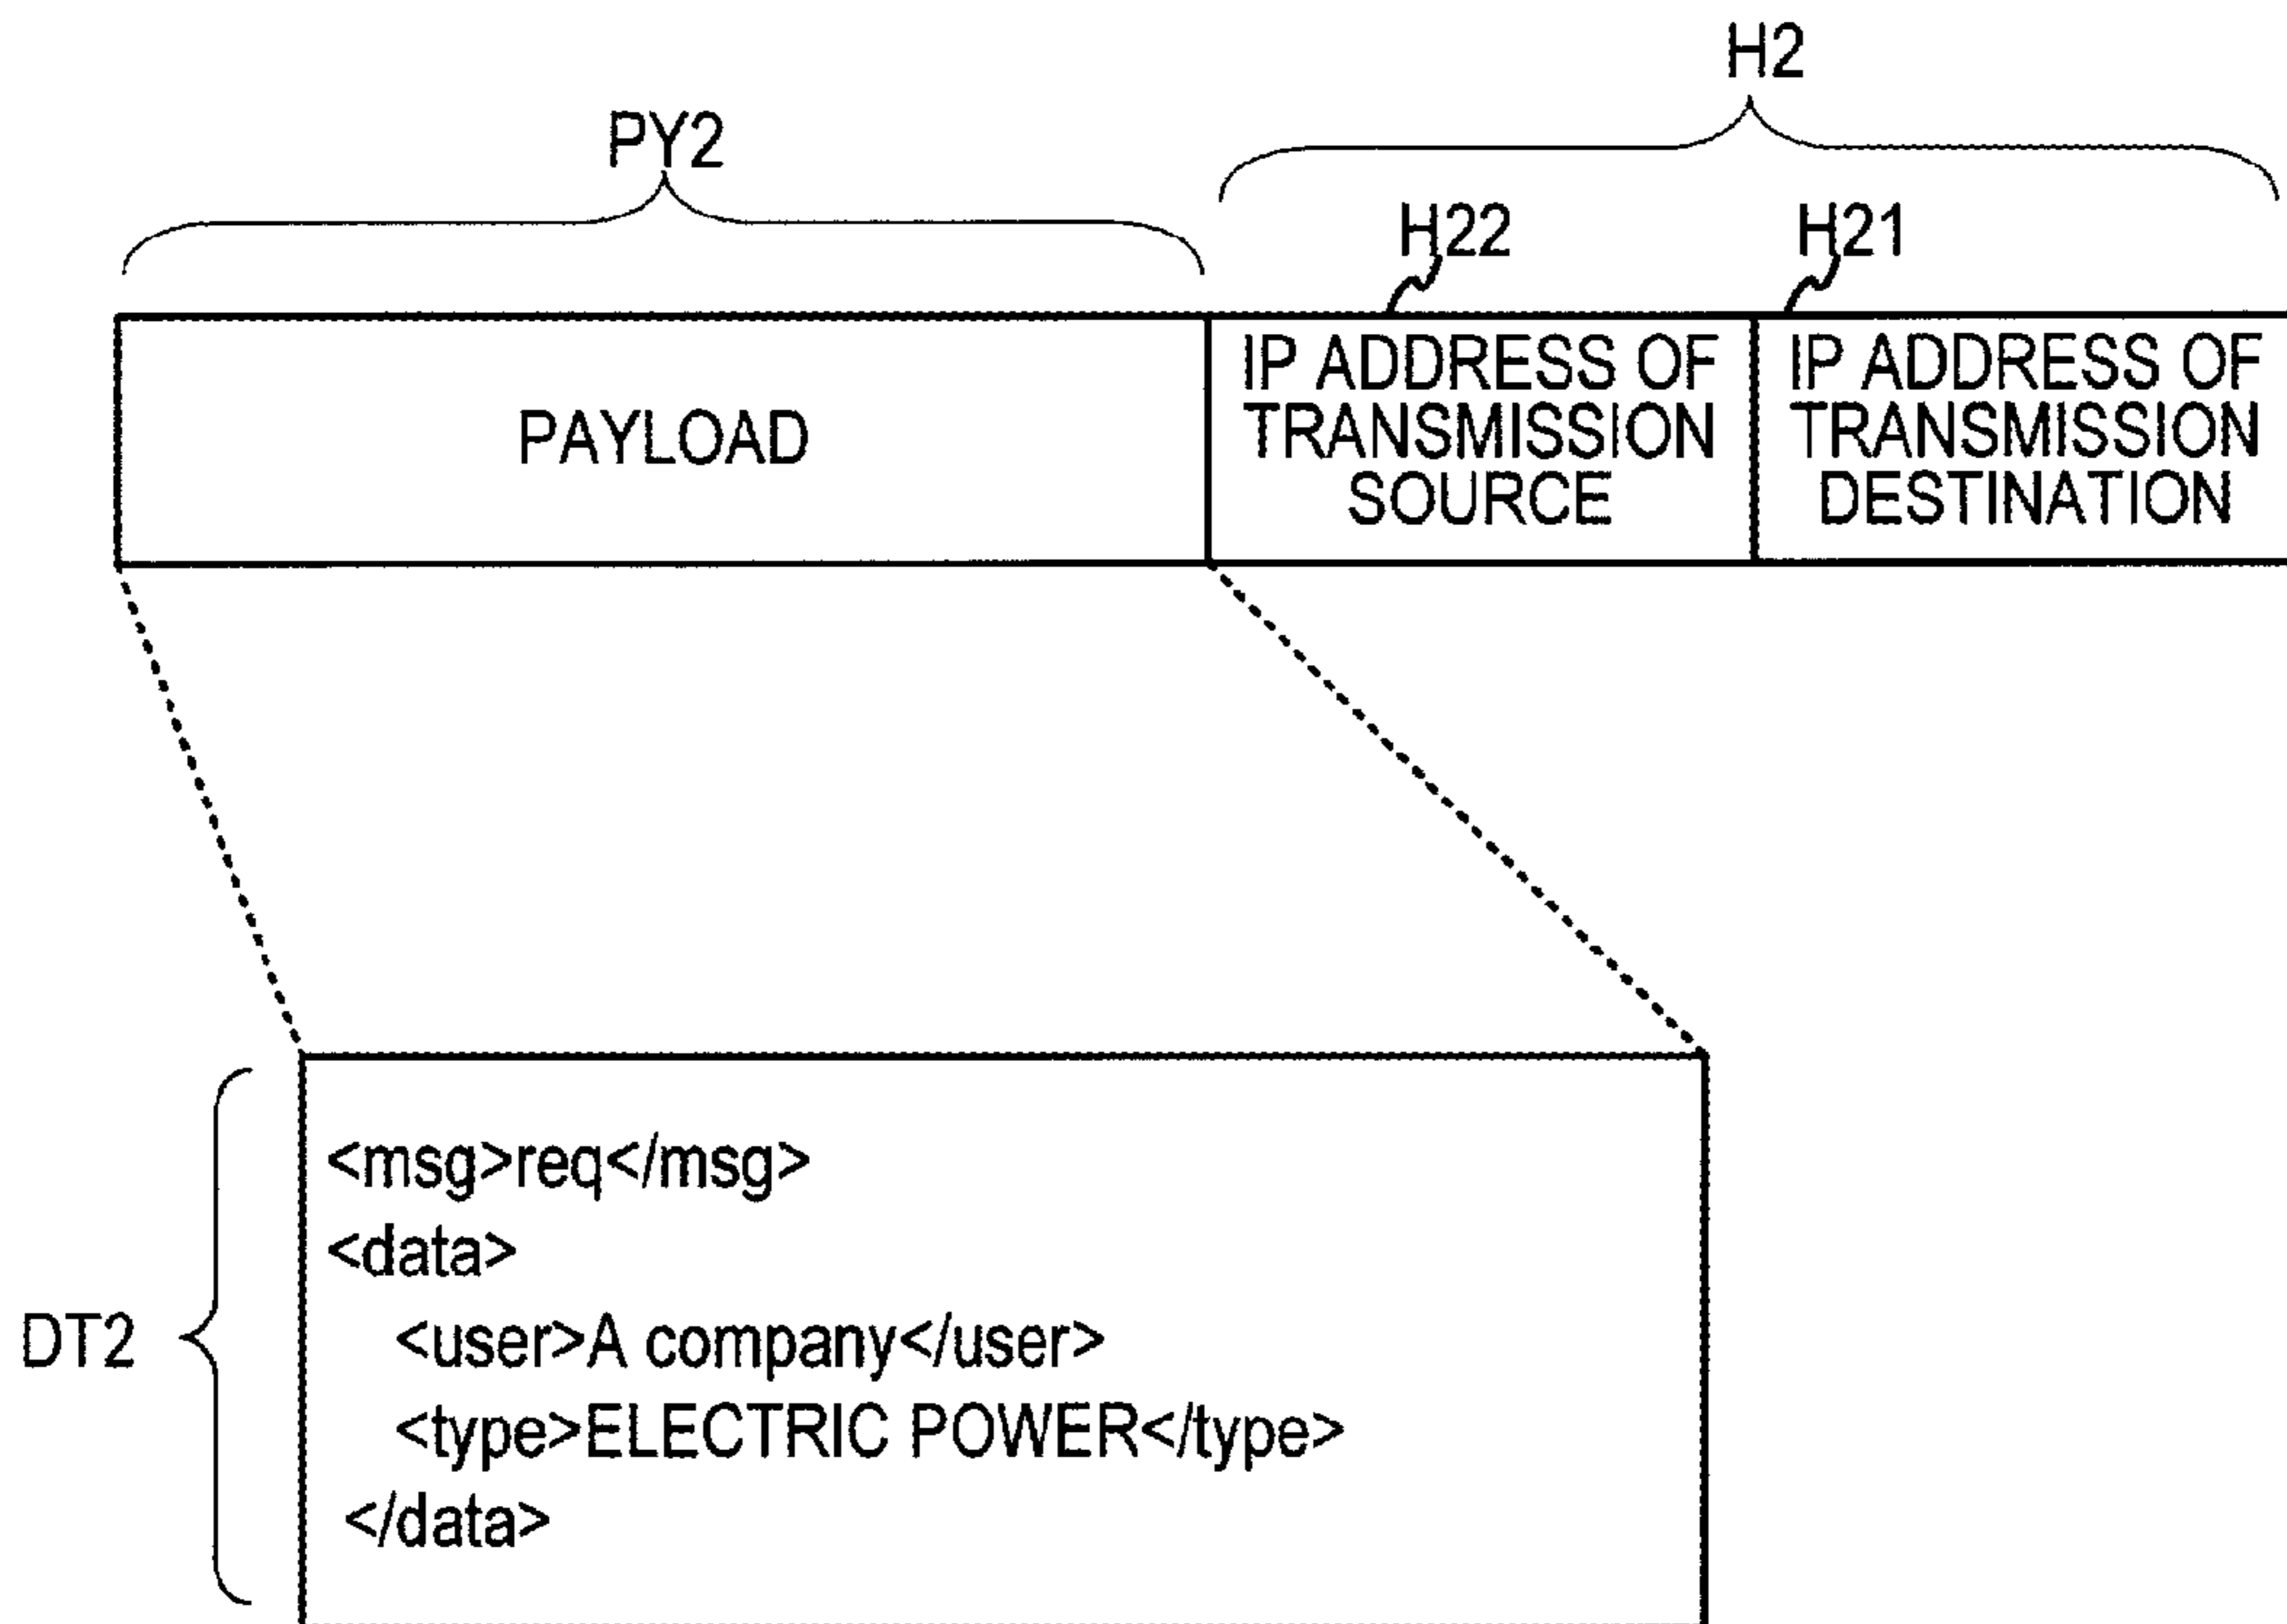 H2
PY2
H22
H21
PAYLOAD
IP ADDRESS OF
TRANSMISSION
SOURCE
IP ADDRESS OF
TRANSMISSION
DESTINATION
DT2
<msg>req</msg>
<data>
<user>A company</user>
<type>ELECTRIC POWER</type>
</data>